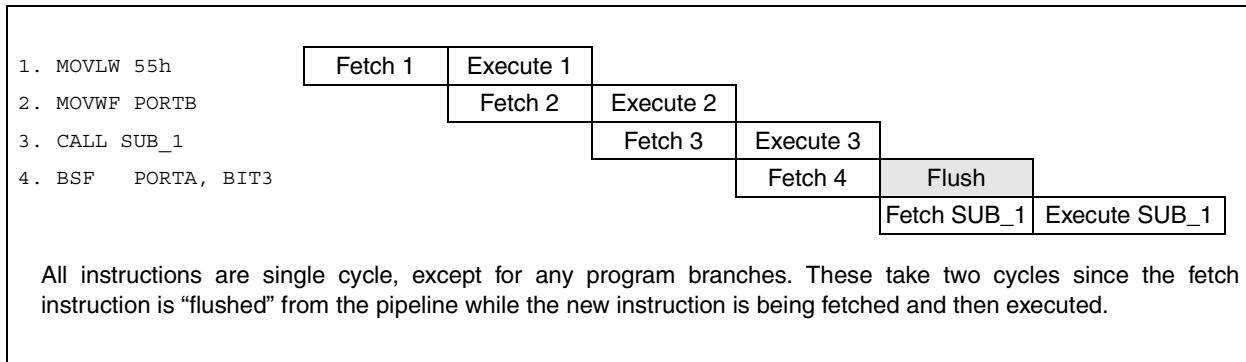 1. MOVLW 55h Fetch 1 Execute 1
2. MOVWF PORTB Fetch 2 Execute 2
3. CALL SUB_1 Fetch 3 Execute 3
4. BSF PORTA, BIT3 Fetch 4 Flush
Fetch SUB_1 Execute SUB_1
All instructions are single cycle, except for any program branches. These take two cycles since the fetch
instruction is “flushed” from the pipeline while the new instruction is being fetched and then executed.